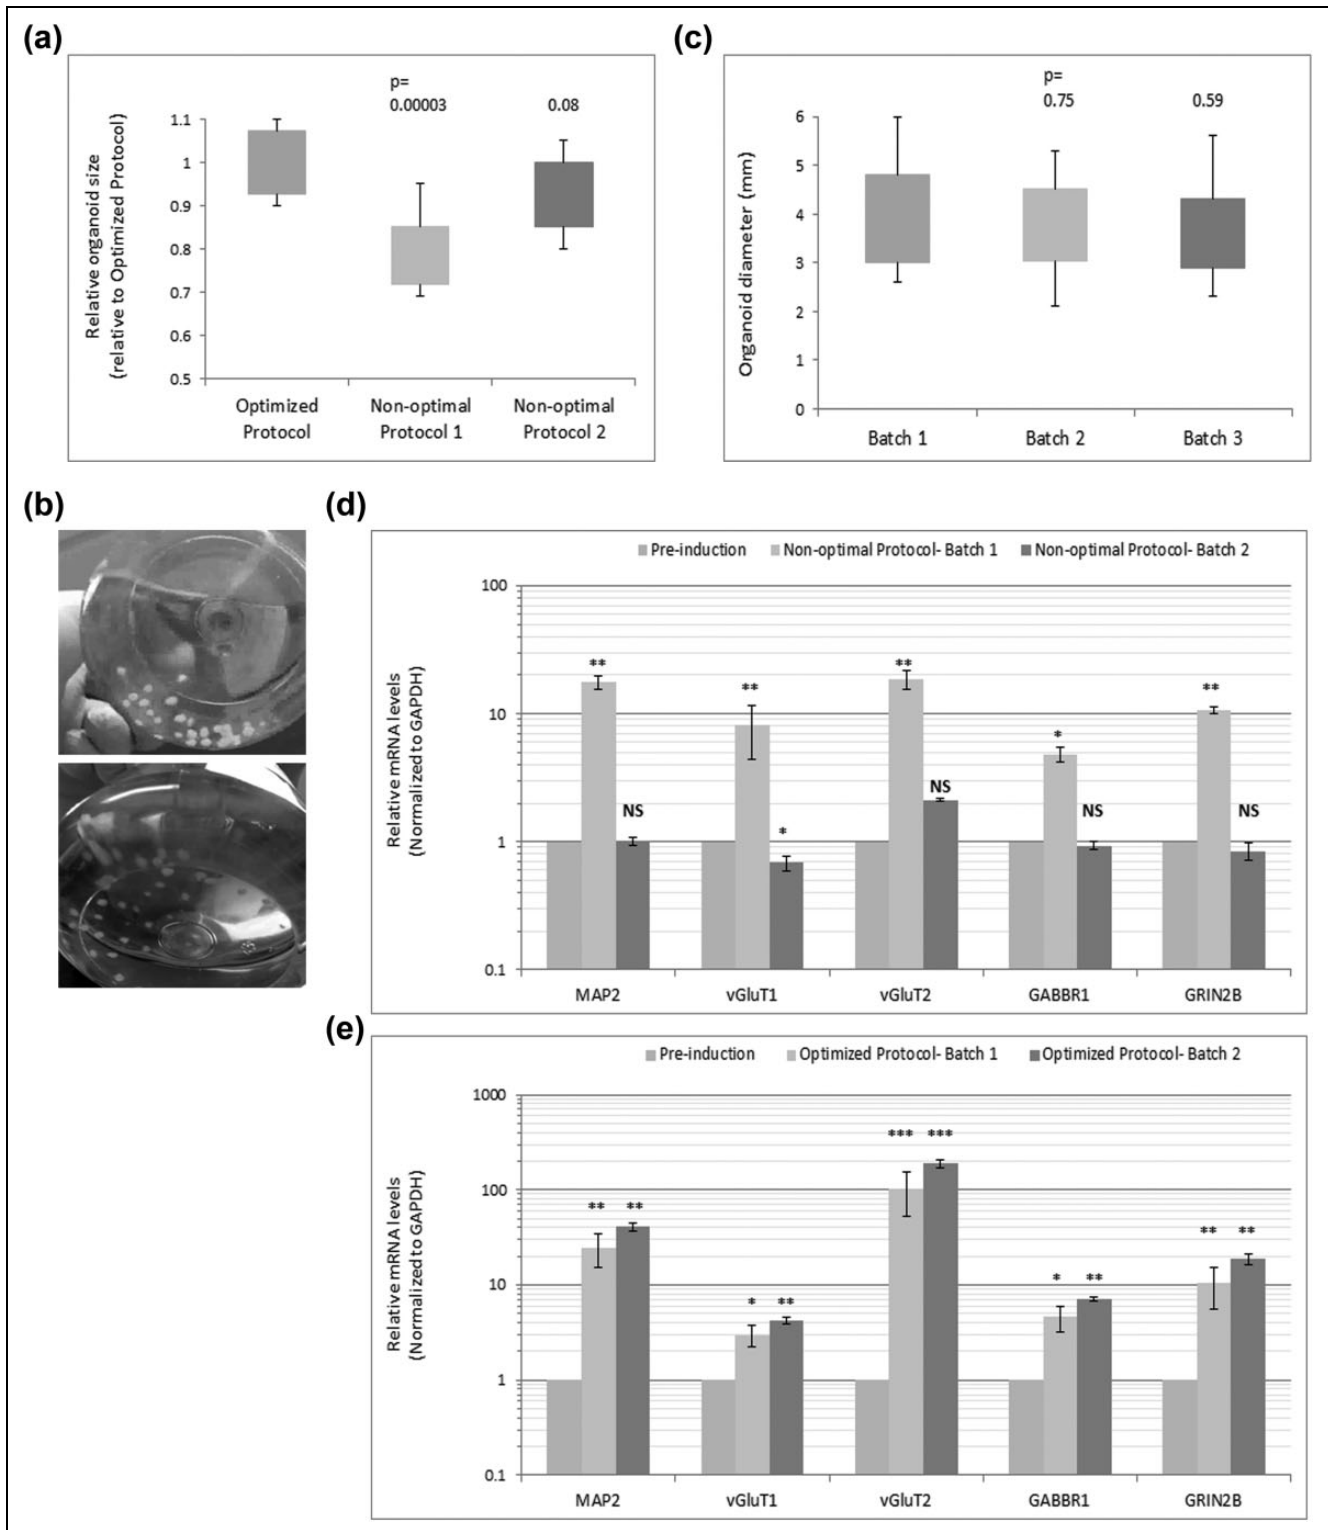 (a)
p=
0.00003 0.08
Relative organoid size
(relative to Optimized Protocol)
1.1
1
0.9
0.8
0.7
0.6
0.5
Optimized Protocol
Non-optimal Protocol 1
Non-optimal Protocol 2
(c)
p=
0.75 0.59
Organoid diameter (mm)
6
5
4
3
2
1
0
Batch 1 Batch 2 Batch 3
(b)
(d)
Pre-induction Non-optimal Protocol- Batch 1 Non-optimal Protocol- Batch 2
Relative mRNA levels
(Normalized to GAPDH)
100
10
1
0.1
** NS
** *
** NS
* NS
** NS
MAP2 vGluT1 vGluT2 GABBR1 GRIN2B
(e)
Pre-induction Optimized Protocol- Batch 1 Optimized Protocol- Batch 2
Relative mRNA levels
(Normalized to GAPDH)
1000
100
10
1
0.1
** **
* **
*** ***
* **
** **
MAP2 vGluT1 vGluT2 GABBR1 GRIN2B